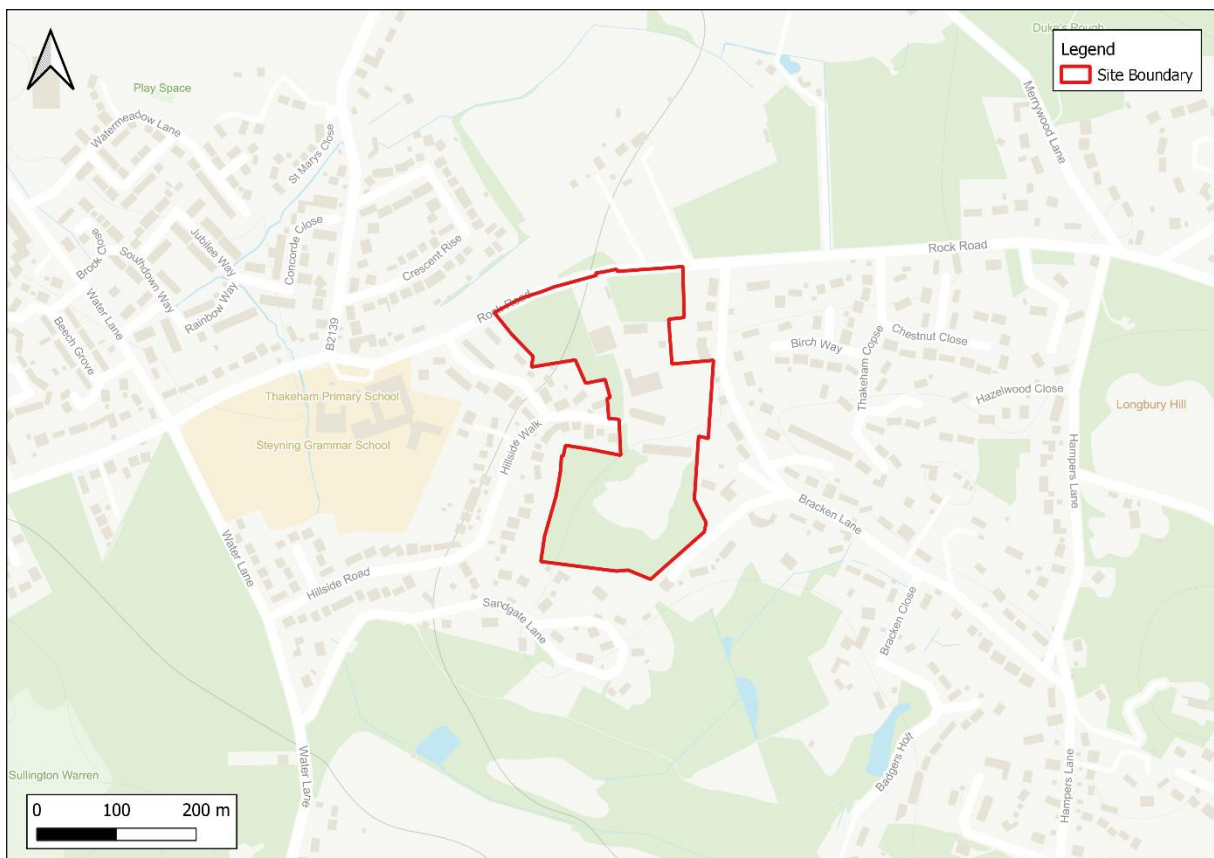 Duke's Rough
Legend
Site Boundary
Play Space
Watermeadow Lane
St Marys Close
Merrywood Lane
Jubilee Way
Concorde Close
Brook Close
Southdown Way
Crescent Rise
Rock Road
Water Lane
Rainbow Way
Rock Road
B2139
Beech Grove
Birch Way
Chestnut Close
Thakeham Copse
Thakeham Primary School
Hazelwood Close
Longbury Hill
Steyning Grammar School
Hillside Walk
Hampers Lane
Bracken Lane
Water Lane
Hillside Road
Sandgate Lane
Bracken Close
Badgers Holt
Water Lane
Hampers Lane
Sullington Warren
0 100 200 m